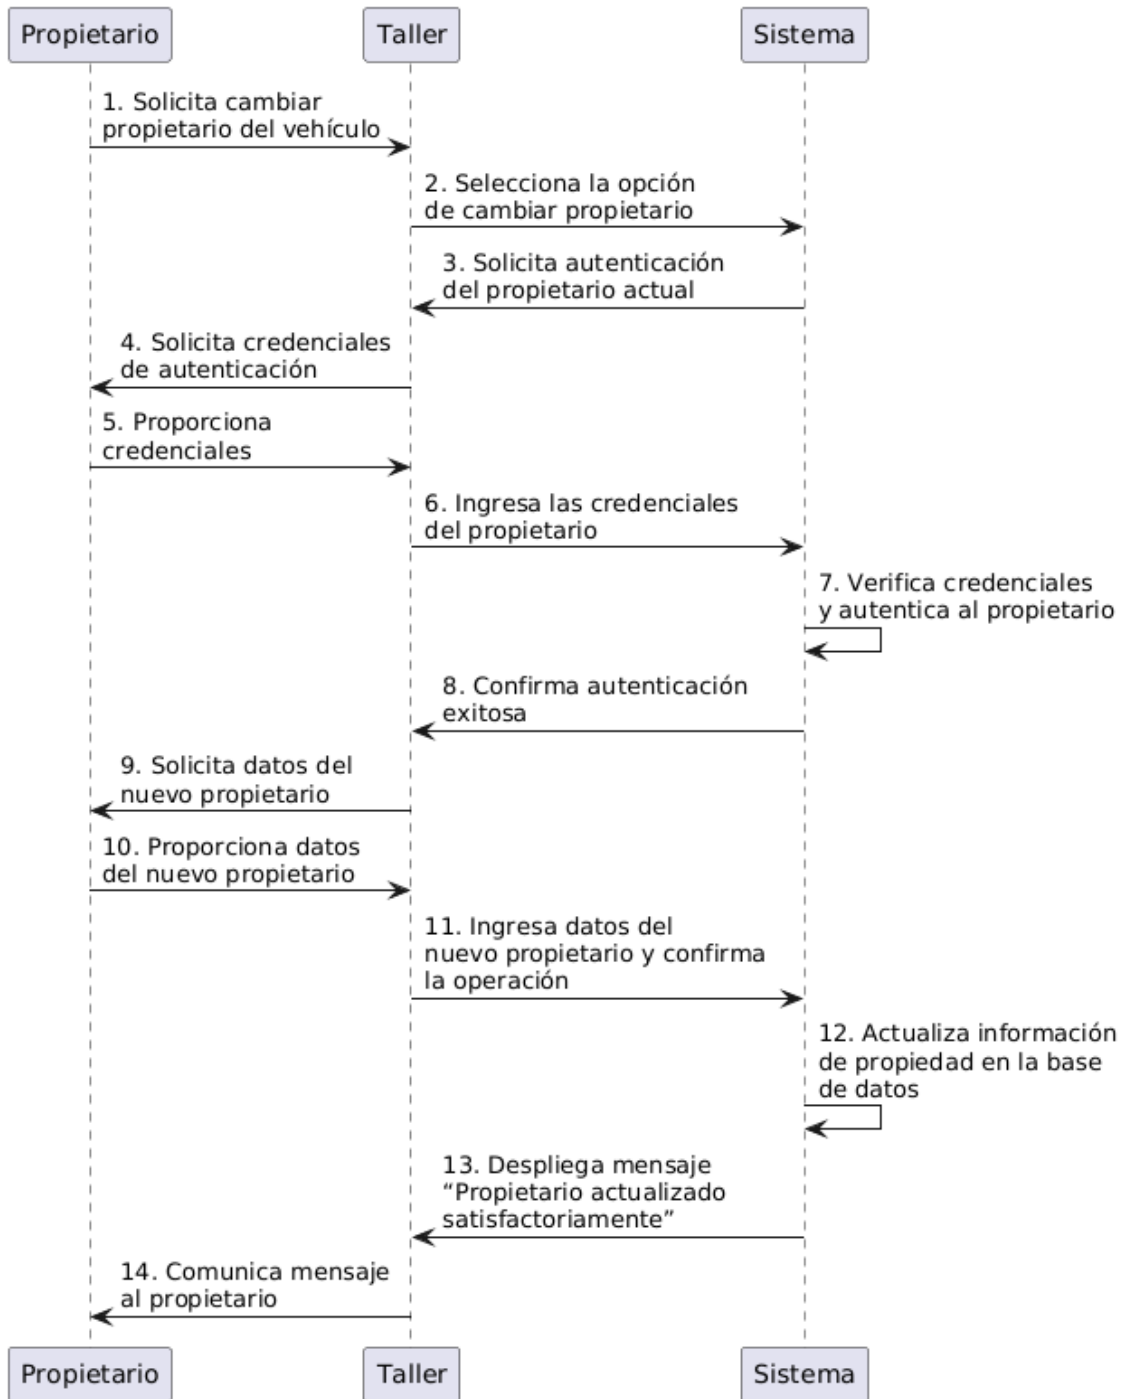 Propietario
Taller
Sistema
1. Solicita cambiar
propietario del vehículo
2. Selecciona la opción
de cambiar propietario
3. Solicita autenticación
del propietario actual
4. Solicita credenciales
de autenticación
5. Proporciona
credenciales
6. Ingresa las credenciales
del propietario
7. Verifica credenciales
y autentica al propietario
8. Confirma autenticación
exitosa
9. Solicita datos del
nuevo propietario
10. Proporciona datos
del nuevo propietario
11. Ingresa datos del
nuevo propietario y confirma
la operación
12. Actualiza información
de propiedad en la base
de datos
13. Despliega mensaje
“Propietario actualizado
satisfactoriamente”
14. Comunica mensaje
al propietario
Propietario
Taller
Sistema